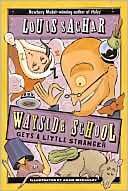 Newbery Medal-winning author of Holes
LOUIS SACHAR
WAYSIDE SCHOOL
GETS A LITTLE STRANGER
ILLUSTRATED BY ADAM MCCAULEY